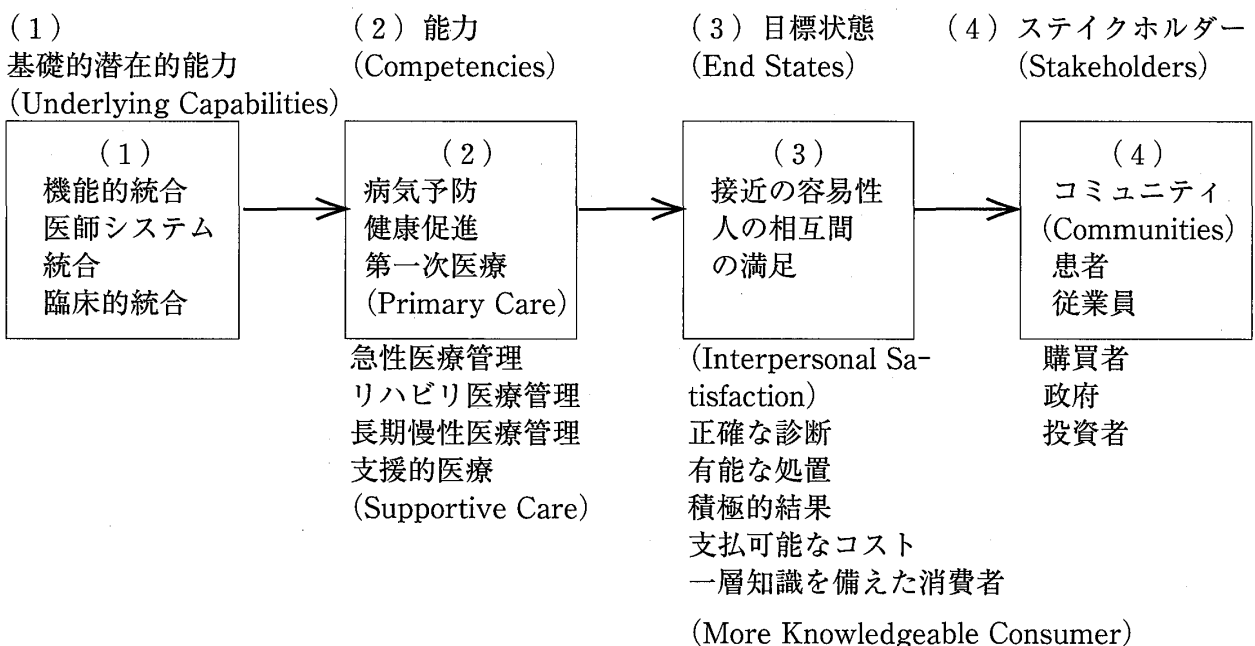 (1)
基礎的潜在的能力
(Underlying Capabilities)
(1)
機能的統合
医師システム
統合
臨床的統合
(2) 能力
(Competencies)
(2)
病気予防
健康促進
第一次医療
(Primary Care)
急性医療管理
リハビリ医療管理
長期慢性医療管理
支援的医療
(Supportive Care)
(3) 目標状態
(End States)
(3)
接近の容易性
人の相互間
の満足
(Interpersonal Sa-
tisfaction)
正確な診断
有能な処置
積極的結果
支払可能なコスト
一層知識を備えた消費者
(More Knowledgeable Consumer)
(4) ステイクホルダー
(Stakeholders)
(4)
コミュニティ
(Communities)
患者
従業員
購買者
政府
投資者